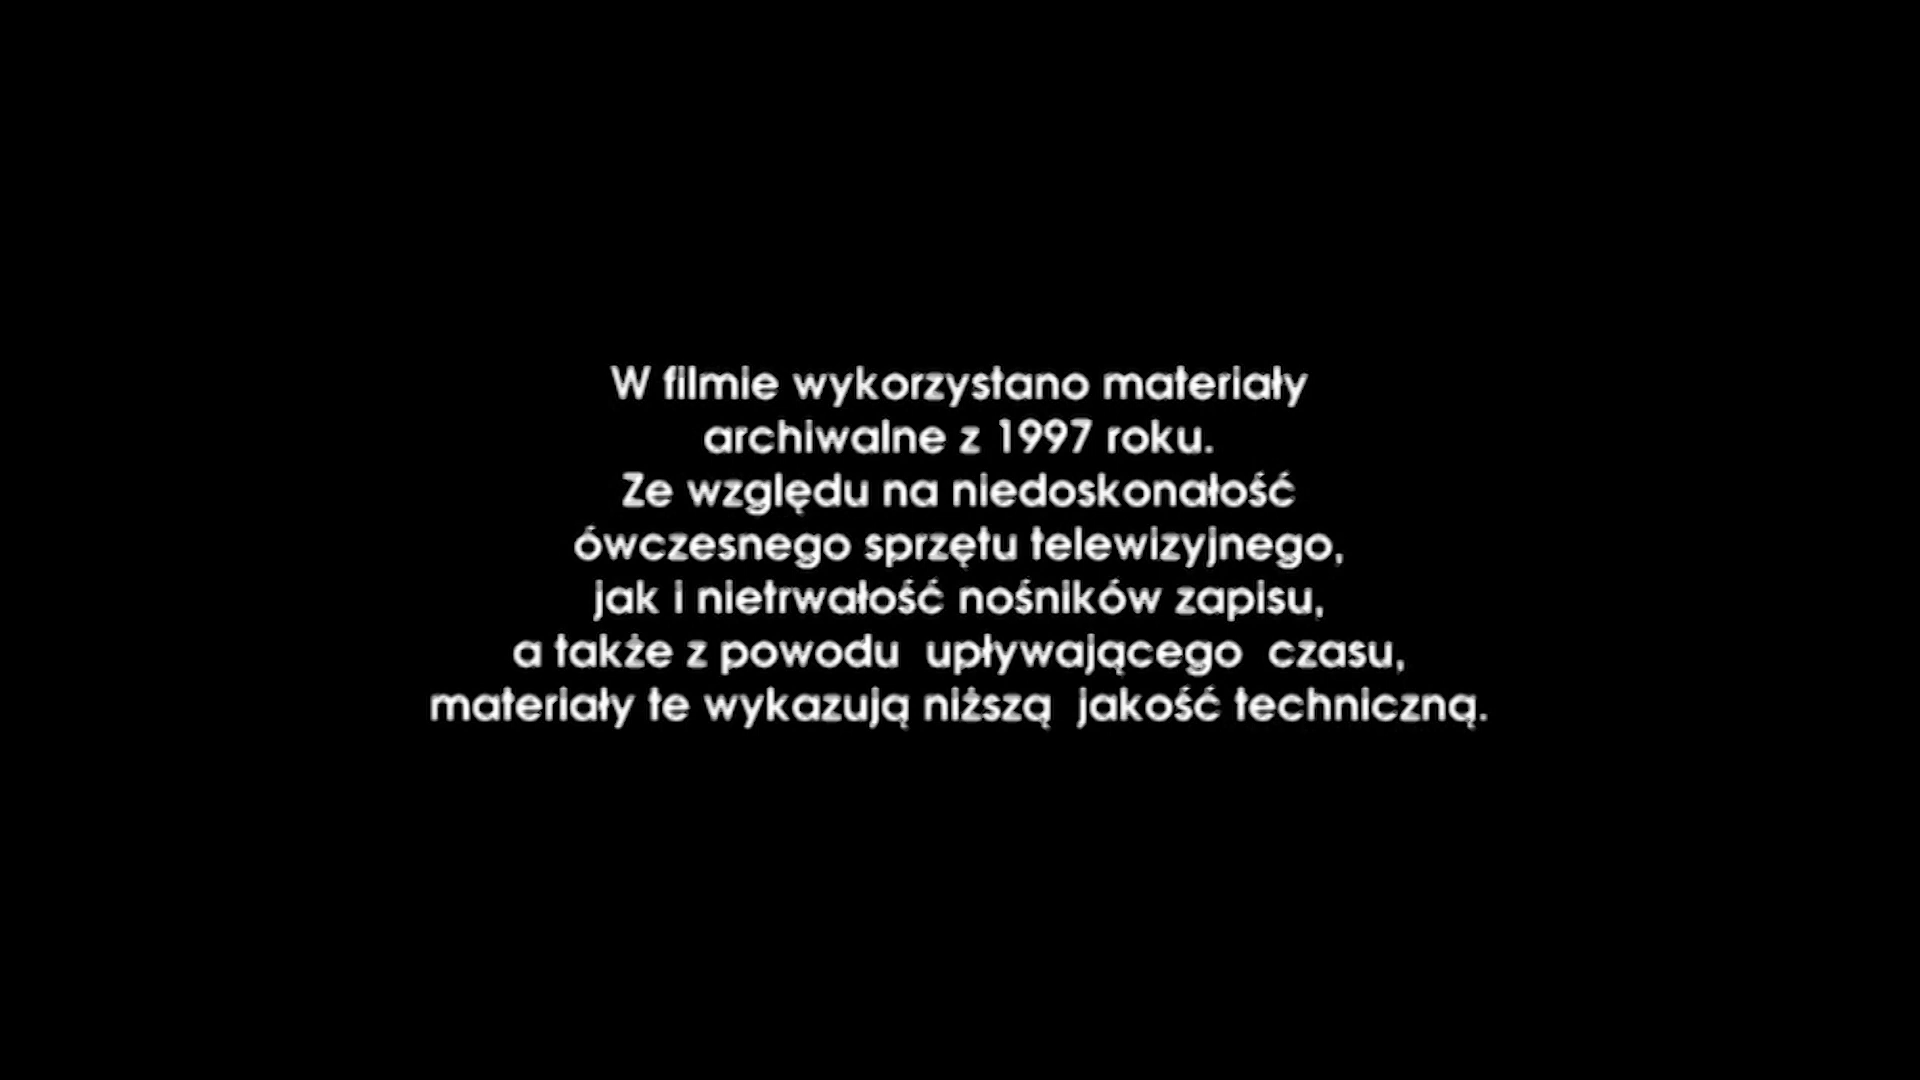 W filmie wykorzystano materiały
archiwalne z 1997 roku.
Ze względu na niedoskonałość
ówczesnego sprzętu telewizyjnego,
jak i nietrwałość nośników zapisu,
a także z powodu  upływającego  czasu,
materiały te wykazują niższą  jakość techniczną.